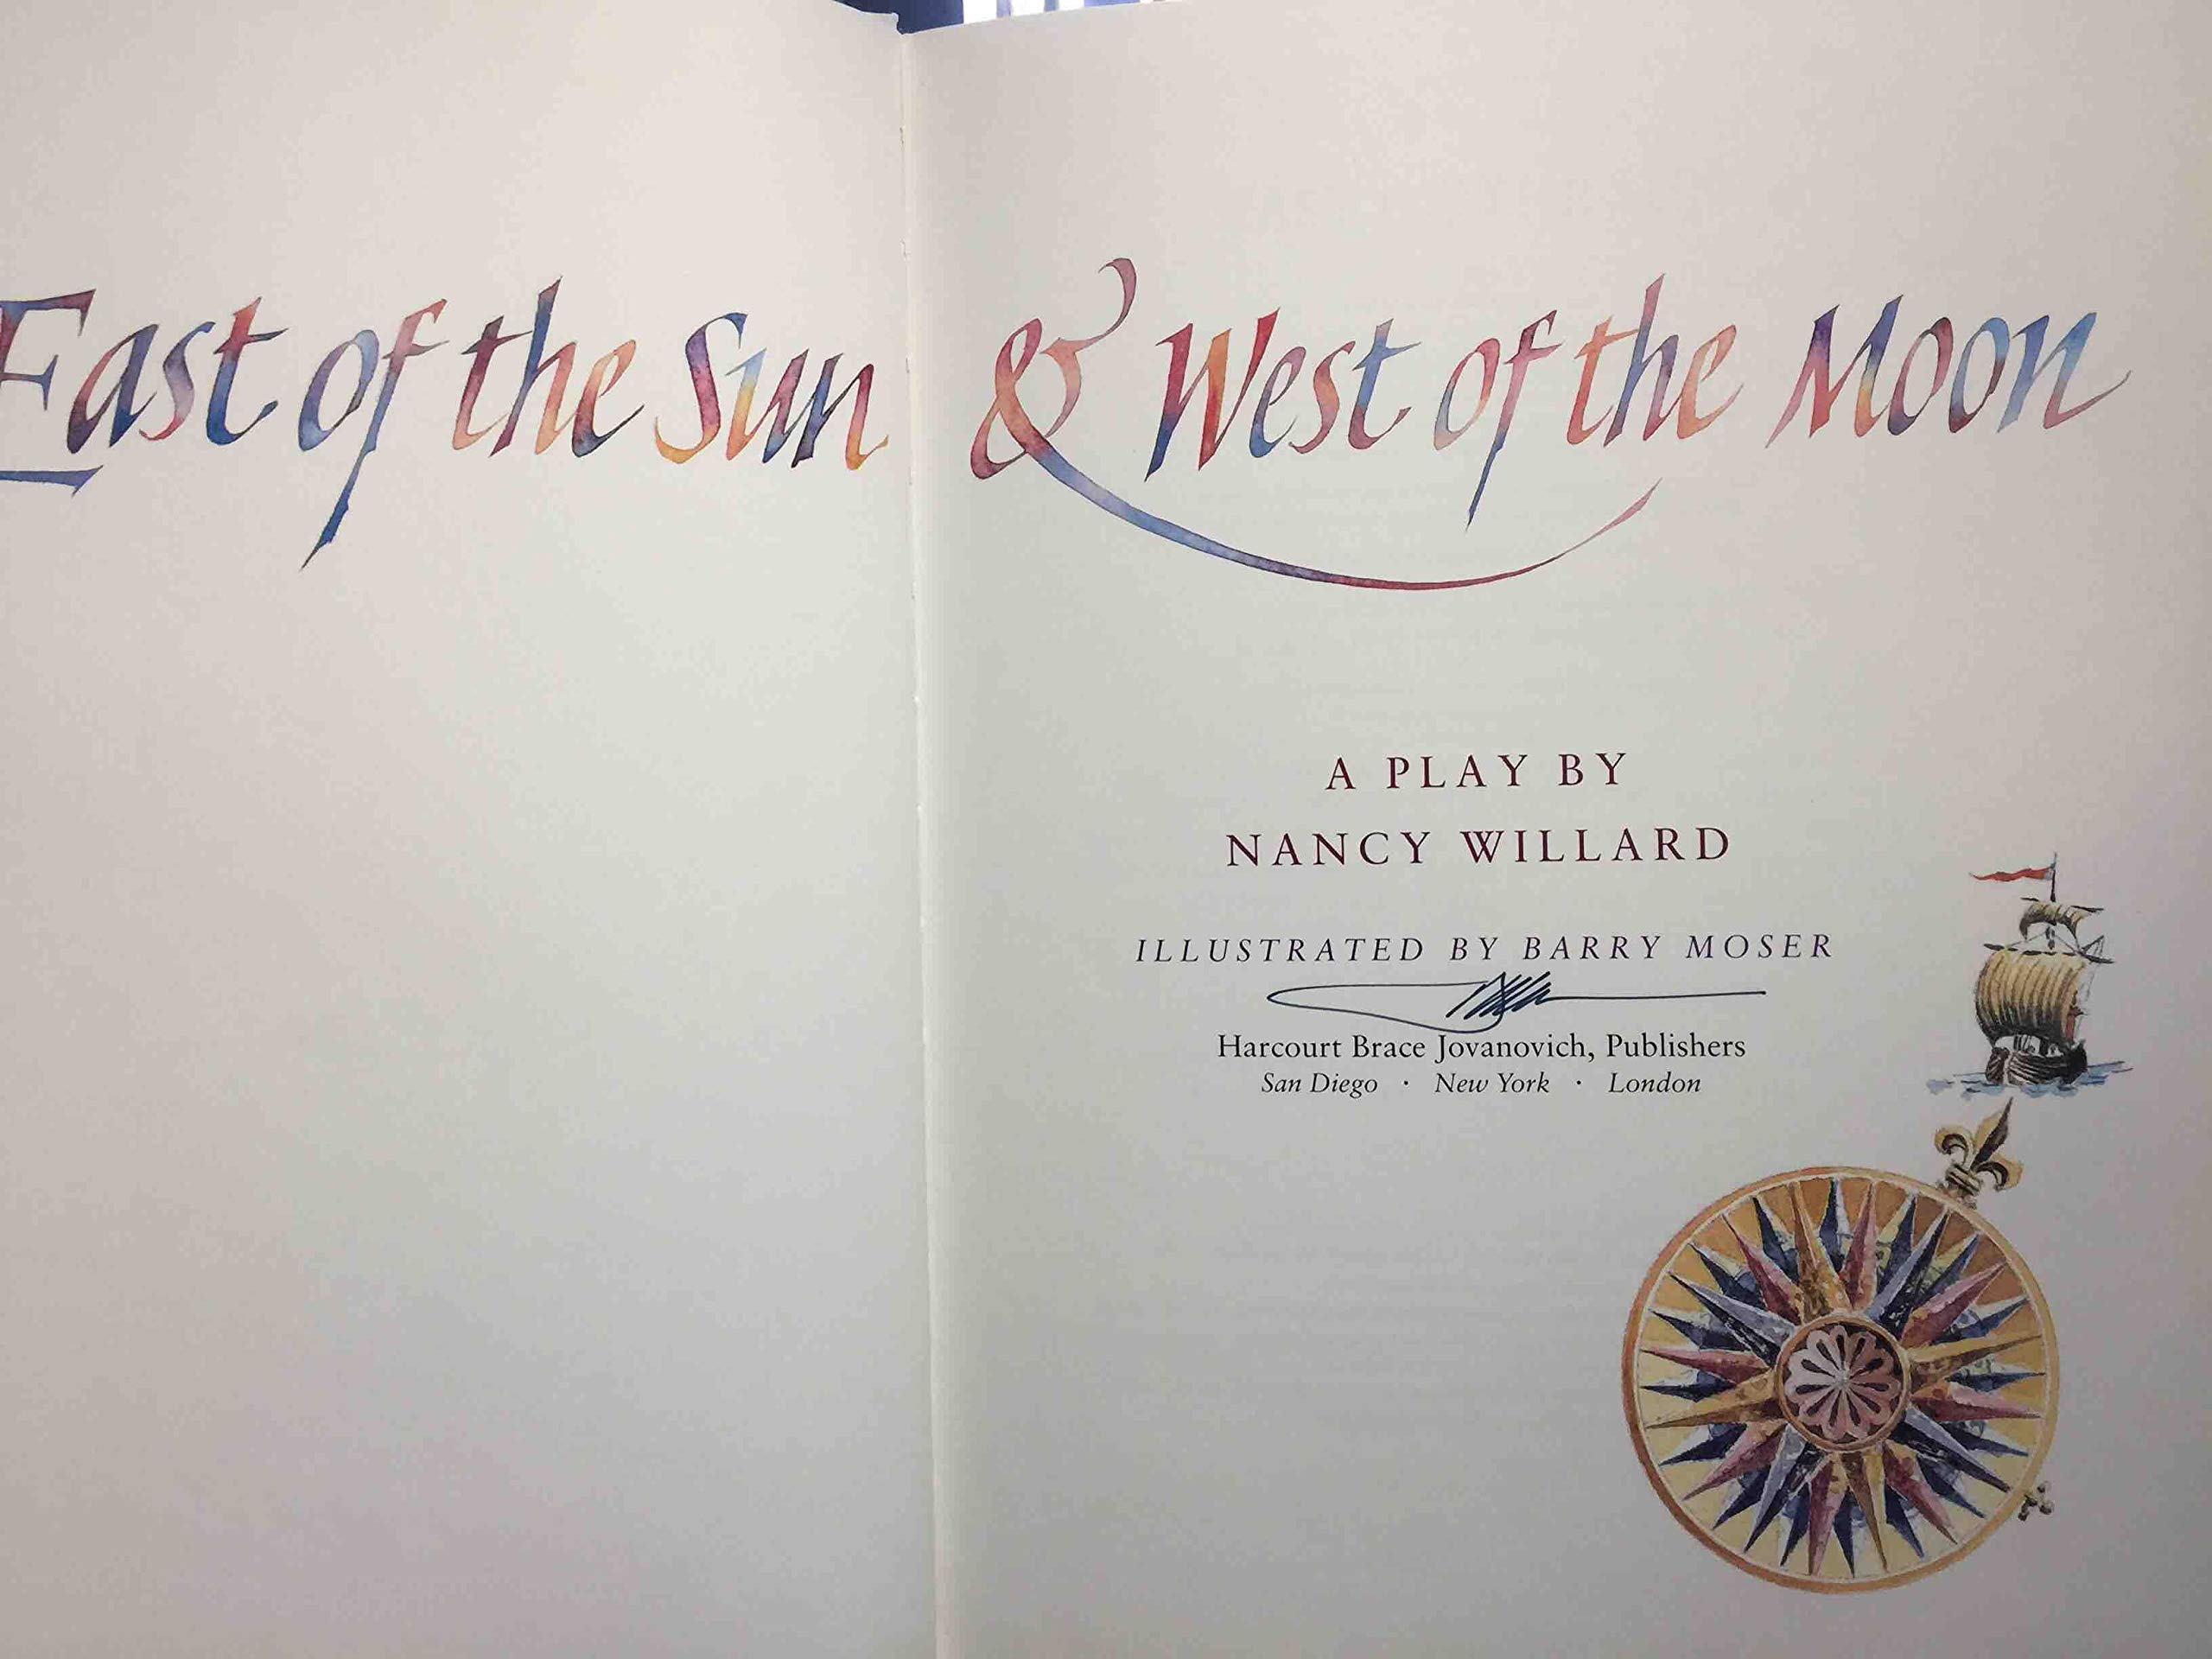 East of the Sun & West of the Moon
A PLAY BY
NANCY WILLARD
ILLUSTRATED BY BARRY MOSER
Harcourt Brace Jovanovich, Publishers
San Diego · New York · London